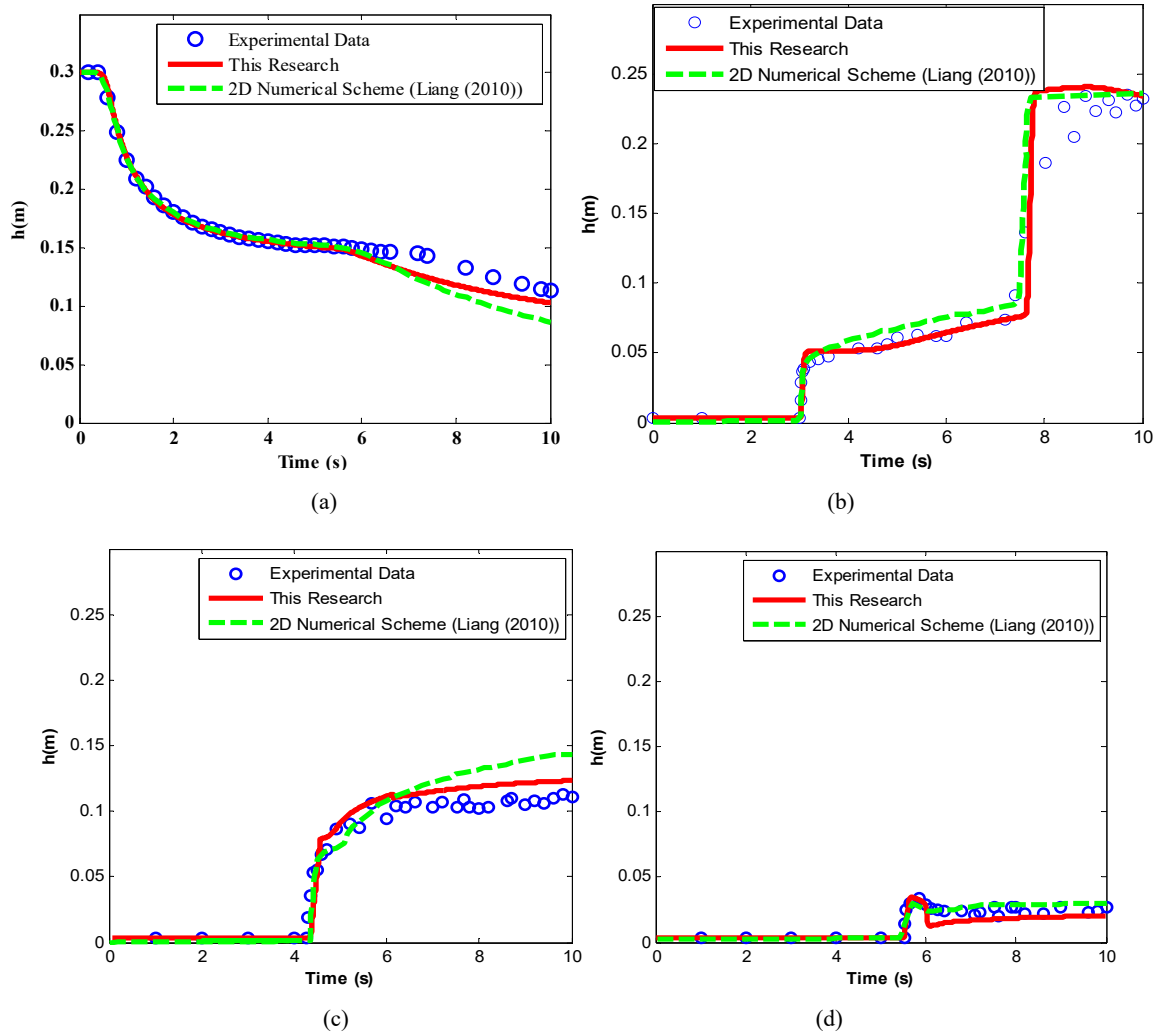 Experimental Data
This Research
2D Numerical Scheme (Liang (2010))
0.3
0.25
0.2
0.15
0.1
0.05
0
h(m)
0 2 4 6 8 10
Time (s)
(a)
Experimental Data
This Research
2D Numerical Scheme (Liang (2010))
0.25
0.2
0.15
0.1
0.05
0
h(m)
0 2 4 6 8 10
Time (s)
(b)
Experimental Data
This Research
2D Numerical Scheme (Liang (2010))
0.25
0.2
0.15
0.1
0.05
0
h(m)
0 2 4 6 8 10
Time (s)
(c)
Experimental Data
This Research
2D Numerical Scheme (Liang (2010))
0.25
0.2
0.15
0.1
0.05
0
h(m)
0 2 4 6 8 10
Time (s)
(d)